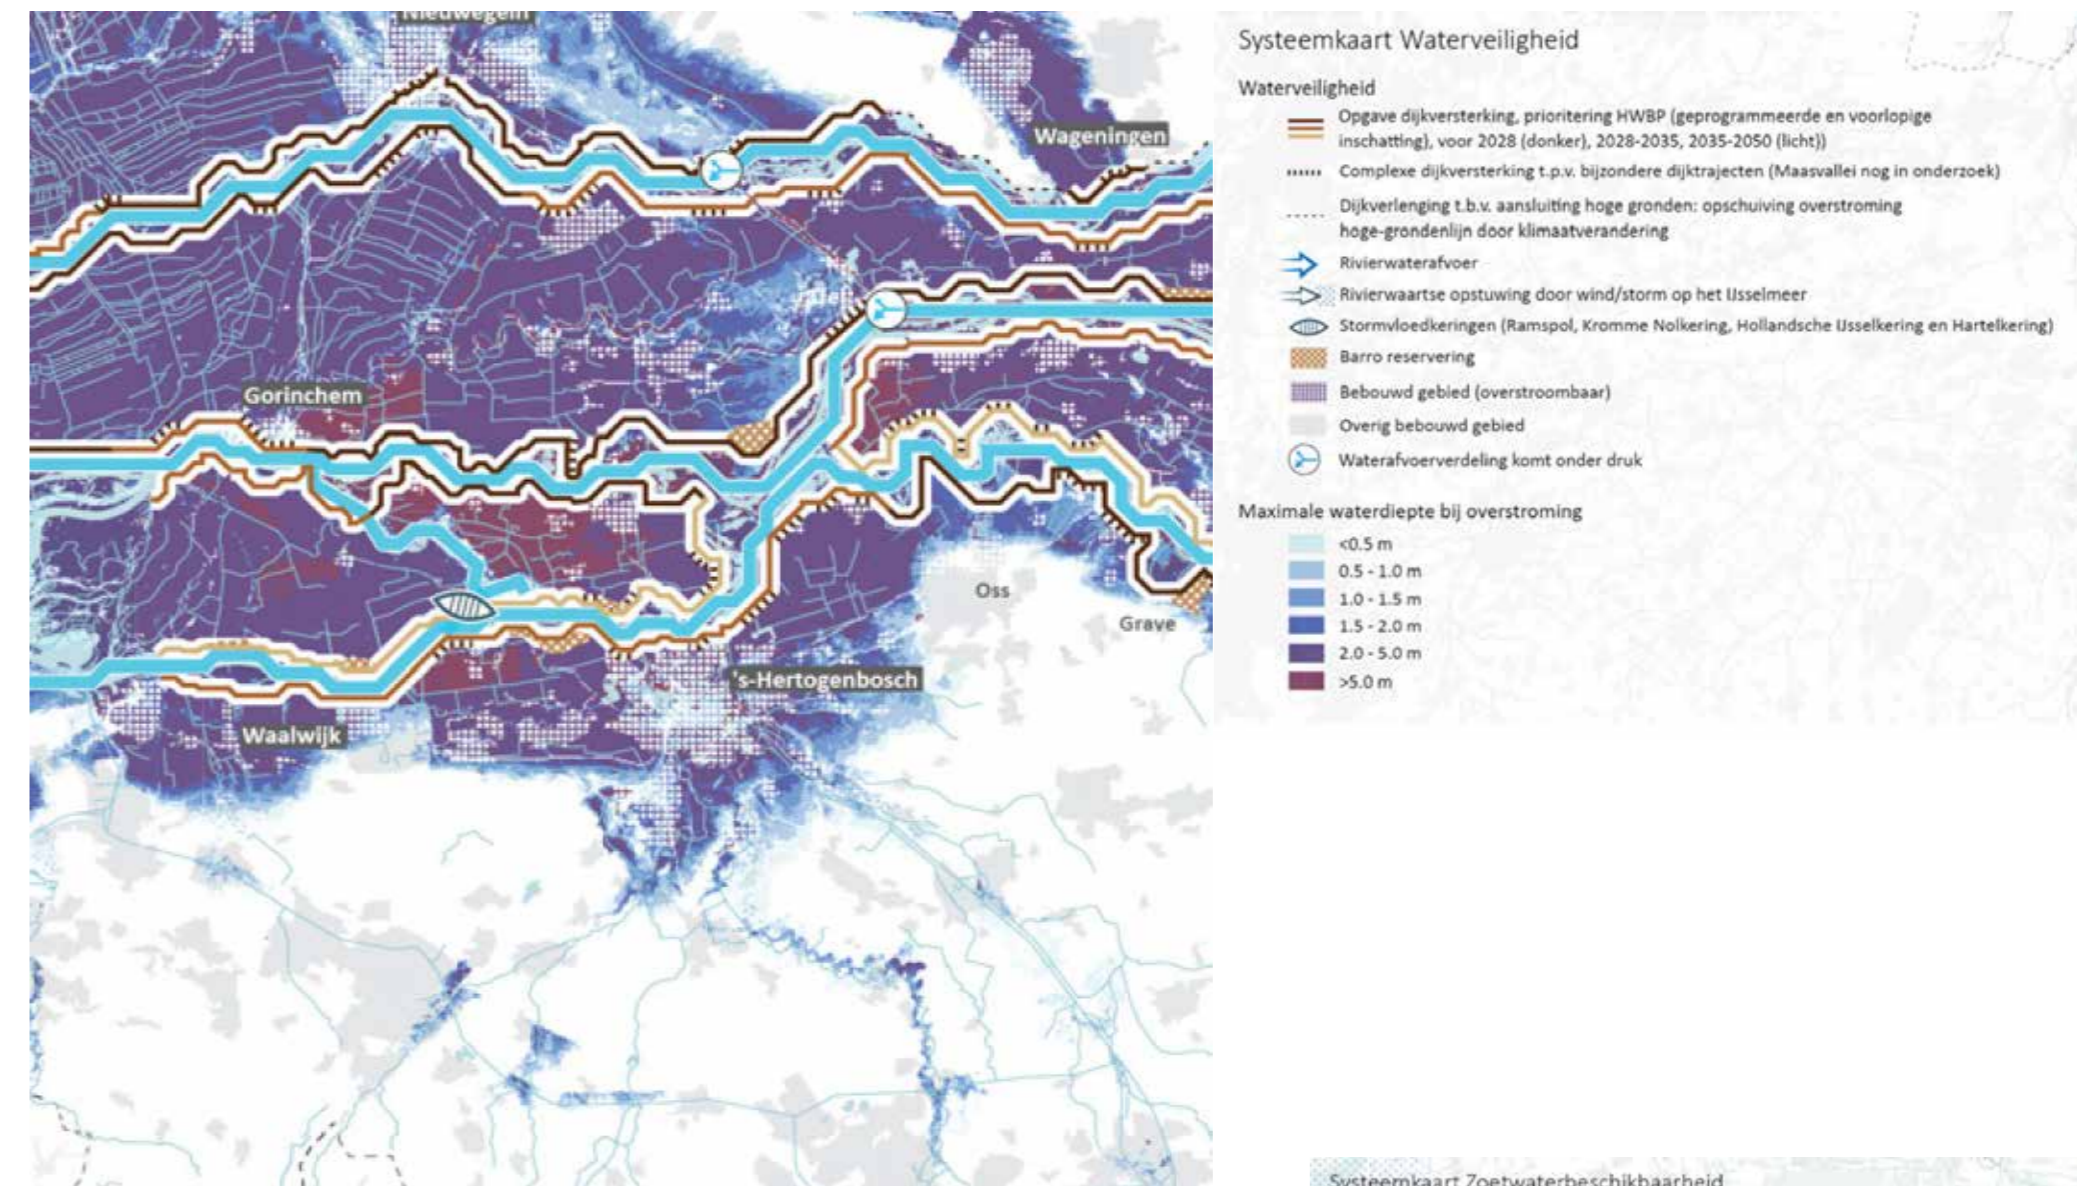 Nieuwegein
Wageningen
Tiel
Gorinchem
Oss
Grave
's-Hertogenbosch
Waalwijk
Systeemkaart Waterveiligheid
Waterveiligheid
Opgave dijkversterking, prioritering HWBP (geprogrammeerde en voorlopige
inschatting), voor 2028 (donker), 2028-2035, 2035-2050 (licht))
Complexe dijkversterking t.p.v. bijzondere dijktrajecten (Maasvallei nog in onderzoek)
Dijkverlenging t.b.v. aansluiting hoge gronden: opschuiving overstroming
hoge-grondenlijn door klimaatverandering
Rivierwaterafvoer
Rivierwaartse opstuwing door wind/storm op het IJsselmeer
Stormvloedkeringen (Ramspol, Kromme Nolkering, Hollandsche IJsselkering en Hartelkering)
Barro reservering
Bebouwd gebied (overstroombaar)
Overig bebouwd gebied
Waterafvoerverdeling komt onder druk
Maximale waterdiepte bij overstroming
<0.5 m
0.5 - 1.0 m
1.0 - 1.5 m
1.5 - 2.0 m
2.0 - 5.0 m
>5.0 m
Systeemkaart Zoetwaterbeschikbaarheid